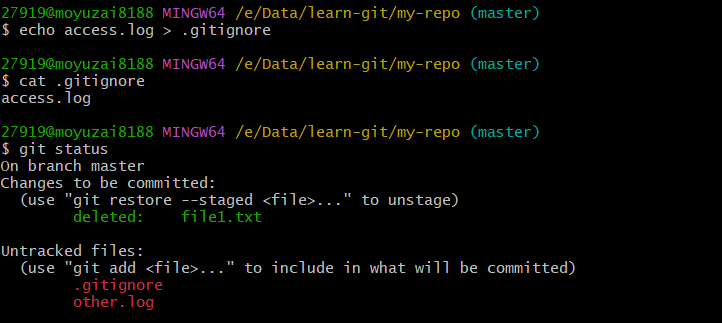 27919@moyuzai8188 MINGW64 /e/Data/learn-git/my-repo (master)
$ echo access.log > .gitignore

27919@moyuzai8188 MINGW64 /e/Data/learn-git/my-repo (master)
$ cat .gitignore
access.log

27919@moyuzai8188 MINGW64 /e/Data/learn-git/my-repo (master)
$ git status
On branch master
Changes to be committed:
  (use "git restore --staged <file>..." to unstage)
        deleted:    file1.txt

Untracked files:
  (use "git add <file>..." to include in what will be committed)
        .gitignore
        other.log